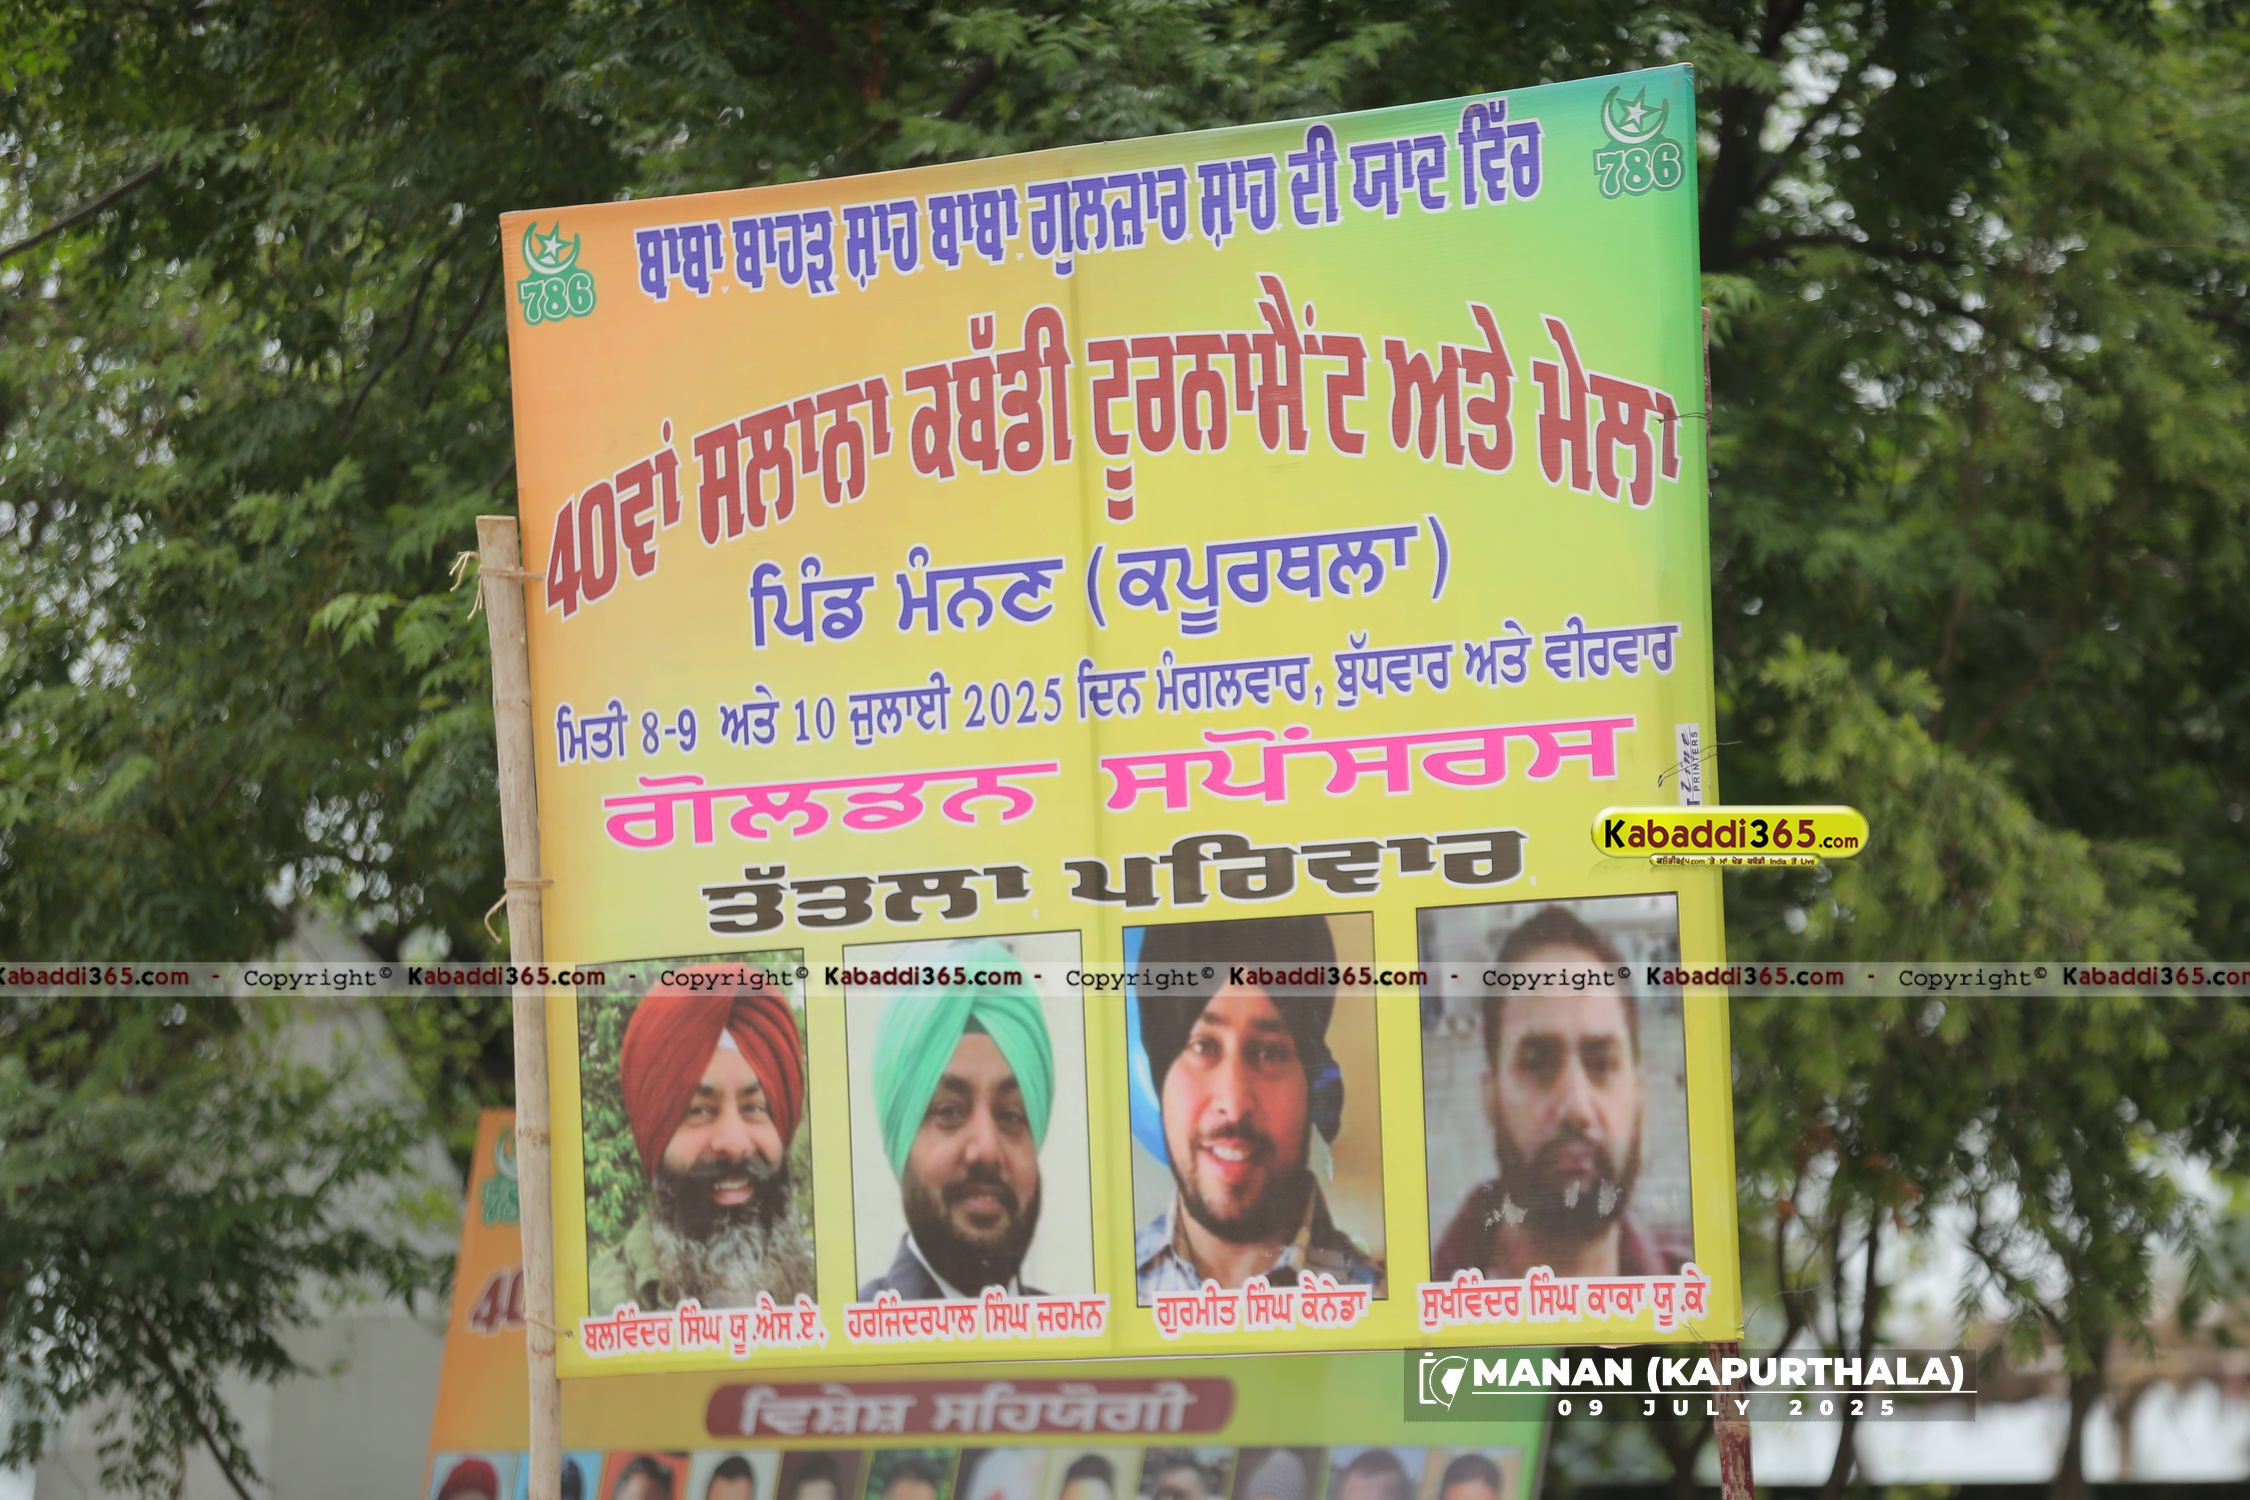 786
786
ਬਾਬਾ ਬਾਹੜ ਸ਼ਾਹ ਬਾਬਾ ਗੁਲਜ਼ਾਰ ਸ਼ਾਹ ਦੀ ਯਾਦ ਵਿੱਚ
40ਵਾਂ ਸਲਾਨਾ ਕਬੱਡੀ ਟੂਰਨਾਮੈਂਟ ਅਤੇ ਮੇਲਾ
ਪਿੰਡ ਮੰਨਣ (ਕਪੂਰਥਲਾ)
ਮਿਤੀ 8-9 ਅਤੇ 10 ਜੁਲਾਈ 2025 ਦਿਨ ਮੰਗਲਵਾਰ, ਬੁੱਧਵਾਰ ਅਤੇ ਵੀਰਵਾਰ
ਗੋਲਡਨ ਸਪੋਂਸਰਸ
Line PRINTERS
ਤੱਤਲਾ ਪਰਿਵਾਰ
Kabaddi365.com
Kabaddi365.com - Copyright© Kabaddi365.com - Copyright© Kabaddi365.com - Copyright© Kabaddi365.com - Copyright© Kabaddi365.com - Copyright© Kabaddi365.com
ਬਲਵਿੰਦਰ ਸਿੰਘ ਯੂ.ਐਸ.ਏ. ਹਰਜਿੰਦਰਪਾਲ ਸਿੰਘ ਜਰਮਨ ਗੁਰਮੀਤ ਸਿੰਘ ਕੈਨੇਡਾ ਸੁਖਵਿੰਦਰ ਸਿੰਘ ਕਾਕਾ ਯੂ.ਕੇ
40
ਵਿਸ਼ੇਸ਼ ਸਹਿਯੋਗੀ
MANAN (KAPURTHALA)
09 JULY 2025